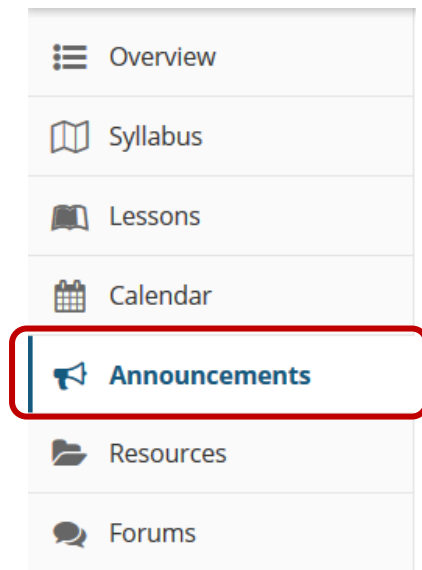 Overview
Syllabus
Lessons
Calendar
Announcements
Resources
Forums